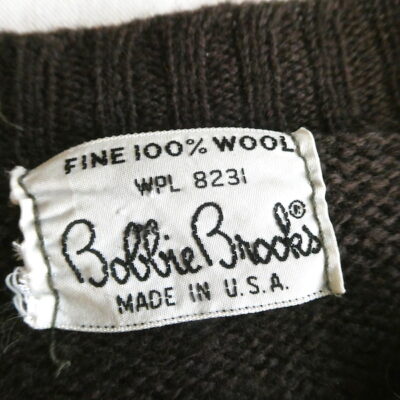 FINE 100% WOOL
WPL 8231
Bobbie Brooks®
MADE IN U.S.A.